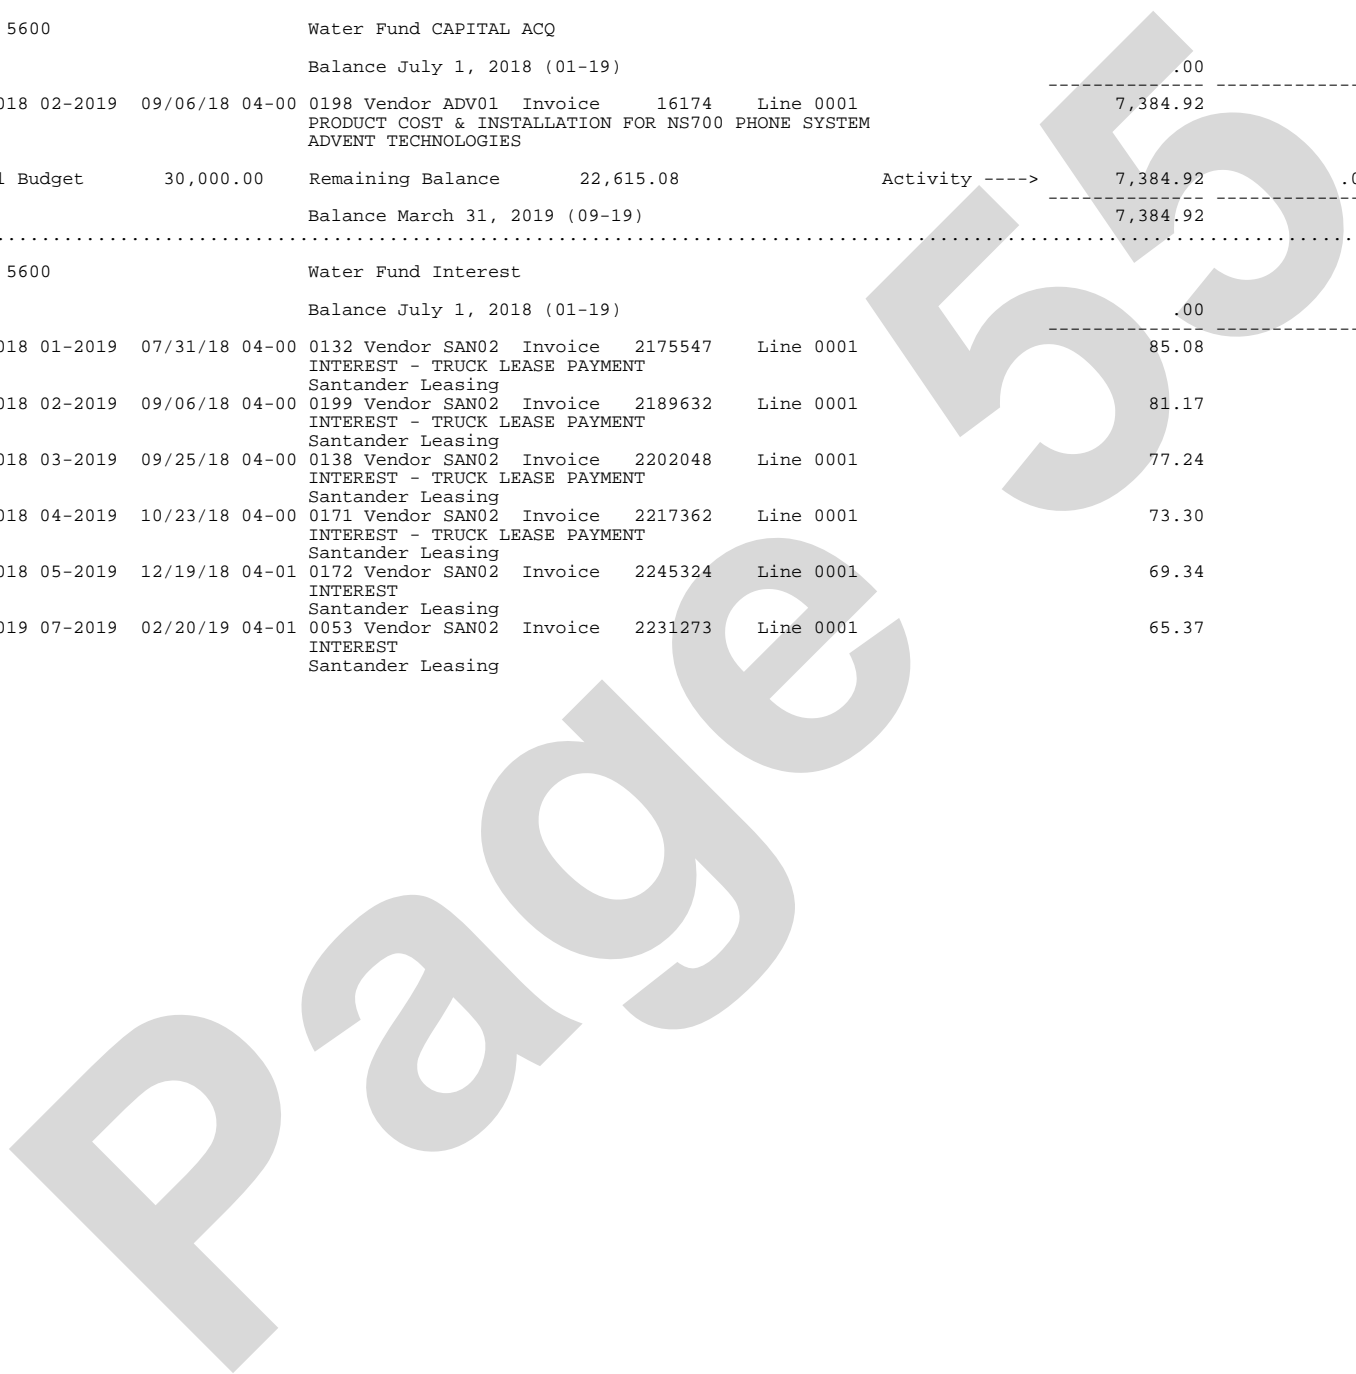 5600 Water Fund CAPITAL ACQ
Balance July 1, 2018 (01-19) .00
-------------- --------------
018 02-2019 09/06/18 04-00 0198 Vendor ADV01 Invoice 16174 Line 0001 7,384.92
PRODUCT COST & INSTALLATION FOR NS700 PHONE SYSTEM
ADVENT TECHNOLOGIES
l Budget 30,000.00 Remaining Balance 22,615.08 Activity ----> 7,384.92 .0
-------------- --------------
Balance March 31, 2019 (09-19) 7,384.92
5600 Water Fund Interest
Balance July 1, 2018 (01-19) .00
-------------- --------------
018 01-2019 07/31/18 04-00 0132 Vendor SAN02 Invoice 2175547 Line 0001 85.08
INTEREST - TRUCK LEASE PAYMENT
Santander Leasing
018 02-2019 09/06/18 04-00 0199 Vendor SAN02 Invoice 2189632 Line 0001 81.17
INTEREST - TRUCK LEASE PAYMENT
Santander Leasing
018 03-2019 09/25/18 04-00 0138 Vendor SAN02 Invoice 2202048 Line 0001 77.24
INTEREST - TRUCK LEASE PAYMENT
Santander Leasing
018 04-2019 10/23/18 04-00 0171 Vendor SAN02 Invoice 2217362 Line 0001 73.30
INTEREST - TRUCK LEASE PAYMENT
Santander Leasing
018 05-2019 12/19/18 04-01 0172 Vendor SAN02 Invoice 2245324 Line 0001 69.34
INTEREST
Santander Leasing
019 07-2019 02/20/19 04-01 0053 Vendor SAN02 Invoice 2231273 Line 0001 65.37
INTEREST
Santander Leasing
Page 55